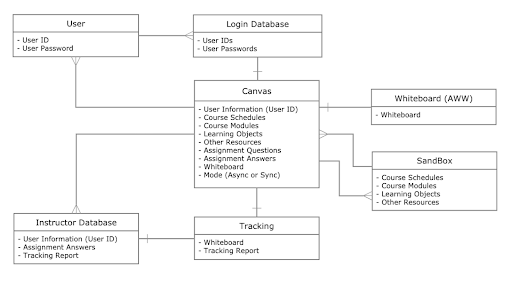 User
- User ID
- User Password
Login Database
- User IDs
- User Passwords
Canvas
- User Information (User ID)
- Course Schedules
- Course Modules
- Learning Objects
- Other Resources
- Assignment Questions
- Assignment Answers
- Whiteboard
- Mode (Async or Sync)
Whiteboard (AWW)
- Whiteboard
SandBox
- Course Schedules
- Course Modules
- Learning Objects
- Other Resources
Instructor Database
- User Information (User ID)
- Assignment Answers
- Tracking Report
Tracking
- Whiteboard
- Tracking Report